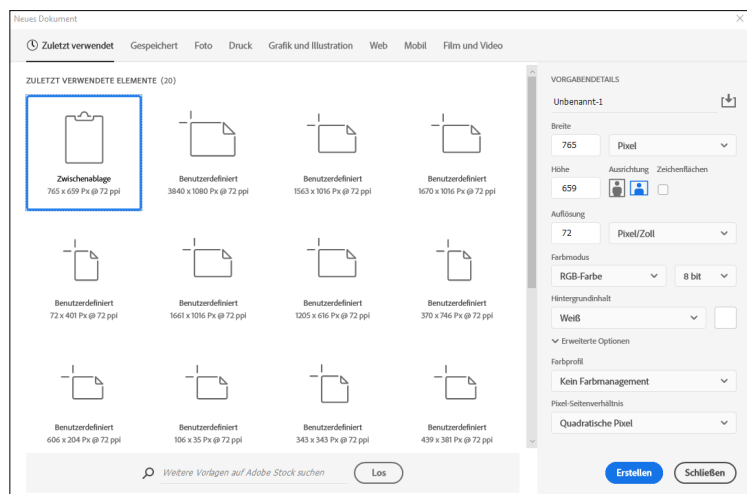 Neues Dokument
Zuletzt verwendet Gespeichert Foto Druck Grafik und Illustration Web Mobil Film und Video
ZULETZT VERWENDETE ELEMENTE (20)
Zwischenablage
765 x 659 Px @ 72 ppi
Benutzerdefiniert
3840 x 1080 Px @ 72 ppi
Benutzerdefiniert
1563 x 1016 Px @ 72 ppi
Benutzerdefiniert
1670 x 1016 Px @ 72 ppi
Benutzerdefiniert
72 x 401 Px @ 72 ppi
Benutzerdefiniert
1661 x 1016 Px @ 72 ppi
Benutzerdefiniert
1205 x 616 Px @ 72 ppi
Benutzerdefiniert
370 x 746 Px @ 72 ppi
Benutzerdefiniert
606 x 204 Px @ 72 ppi
Benutzerdefiniert
106 x 35 Px @ 72 ppi
Benutzerdefiniert
343 x 343 Px @ 72 ppi
Benutzerdefiniert
439 x 381 Px @ 72 ppi
Weitere Vorlagen auf Adobe Stock suchen
Los
VORGABENDETAILS
Unbenannt-1
Breite
765 Pixel
Höhe Ausrichtung Zeichenflächen
659
Auflösung
72 Pixel/Zoll
Farbmodus
RGB-Farbe 8 bit
Hintergrundinhalt
Weiß
Erweiterte Optionen
Farbprofil
Kein Farbmanagement
Pixel-Seitenverhältnis
Quadratische Pixel
Erstellen Schließen